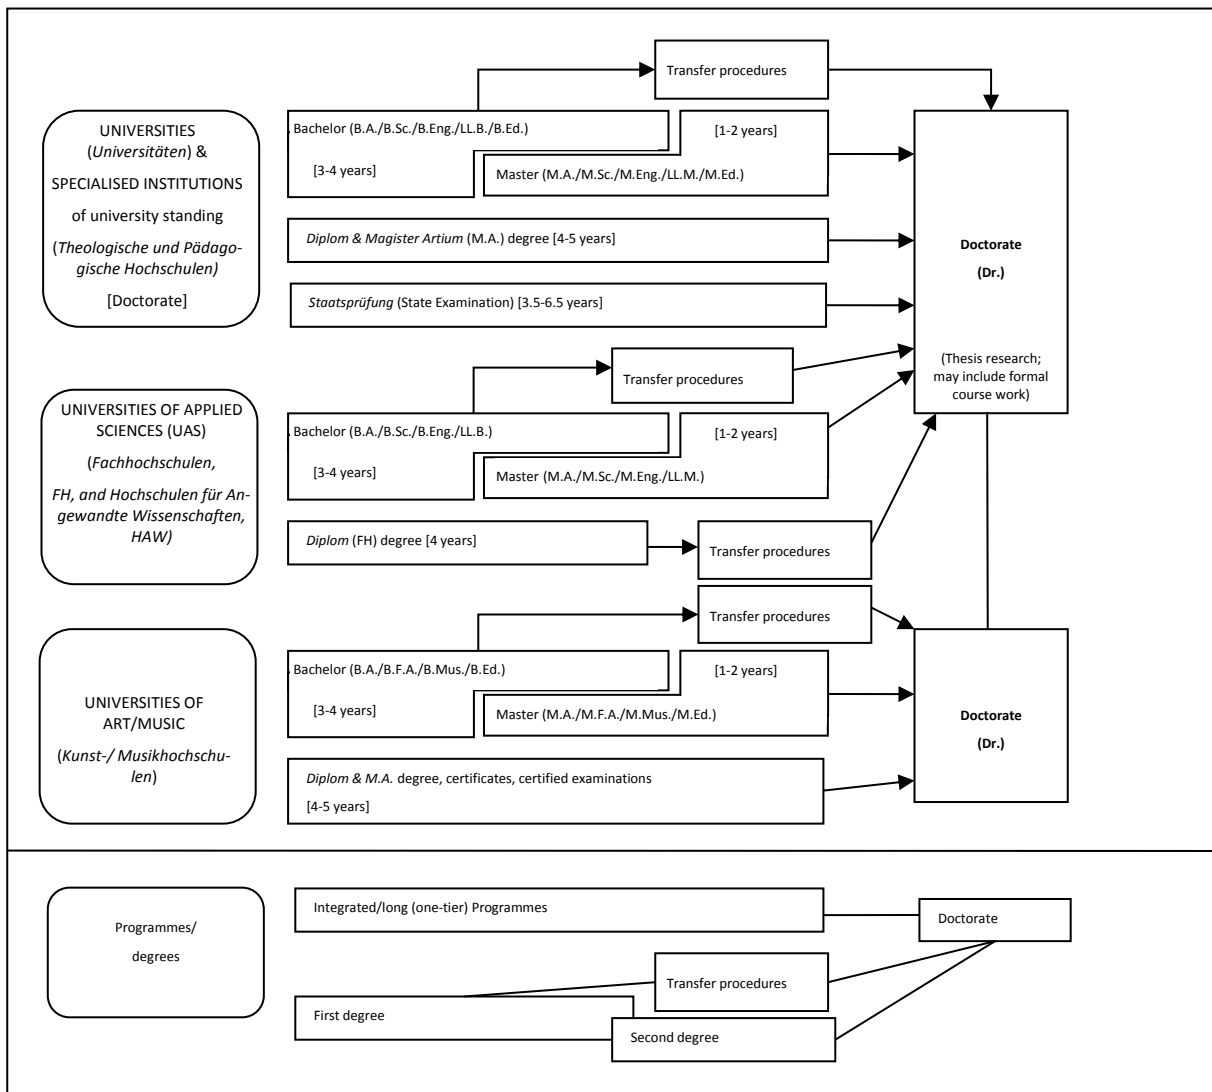 Transfer procedures
UNIVERSITIES
(Universitäten) &
SPECIALISED INSTITUTIONS
of university standing
(Theologische und Pädago-
gische Hochschulen)
[Doctorate]
Bachelor (B.A./B.Sc./B.Eng./LL.B./B.Ed.)
[3-4 years]
[1-2 years]
Master (M.A./M.Sc./M.Eng./LL.M./M.Ed.)
Diplom & Magister Artium (M.A.) degree [4-5 years]
Staatsprüfung (State Examination) [3.5-6.5 years]
Doctorate
(Dr.)
(Thesis research;
may include formal
course work)
Transfer procedures
UNIVERSITIES OF APPLIED
SCIENCES (UAS)
(Fachhochschulen,
FH, and Hochschulen für An-
gewandte Wissenschaften,
HAW)
Bachelor (B.A./B.Sc./B.Eng./LL.B.)
[3-4 years]
[1-2 years]
Master (M.A./M.Sc./M.Eng./LL.M.)
Diplom (FH) degree [4 years]
Transfer procedures
Transfer procedures
UNIVERSITIES OF
ART/MUSIC
(Kunst-/ Musikhochschu-
len)
Bachelor (B.A./B.F.A./B.Mus./B.Ed.)
[3-4 years]
[1-2 years]
Master (M.A./M.F.A./M.Mus./M.Ed.)
Diplom & M.A. degree, certificates, certified examinations
[4-5 years]
Doctorate
(Dr.)
Programmes/
degrees
Integrated/long (one-tier) Programmes
Doctorate
Transfer procedures
First degree
Second degree